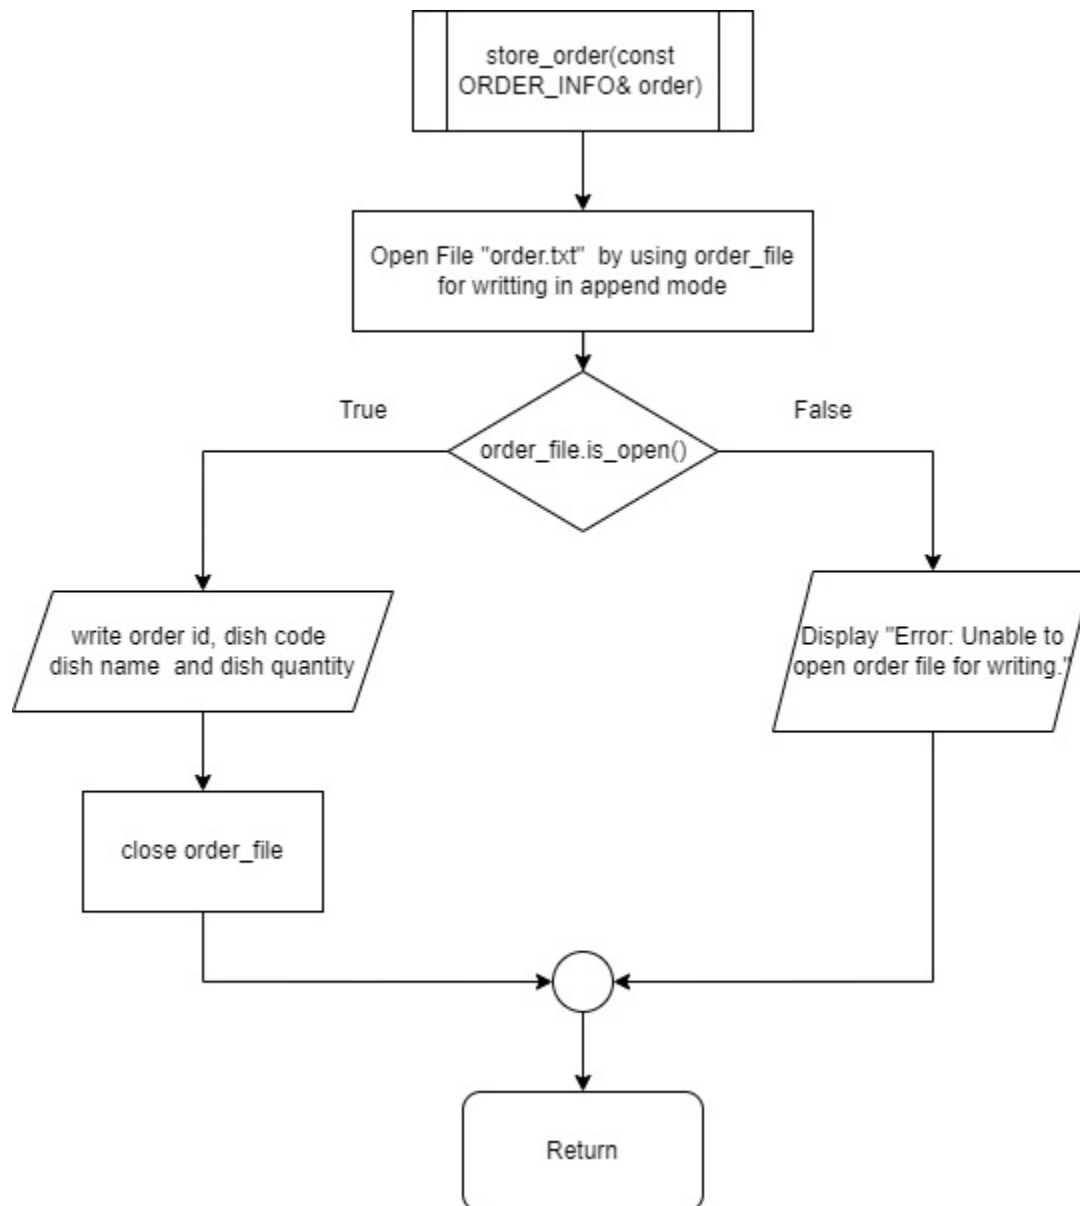 store_order(const
ORDER_INFO& order)
Open File "order.txt" by using order_file
for writting in append mode
True
False
order_file.is_open()
write order id, dish code
dish name and dish quantity
Display "Error: Unable to
open order file for writing."
close order_file
Return